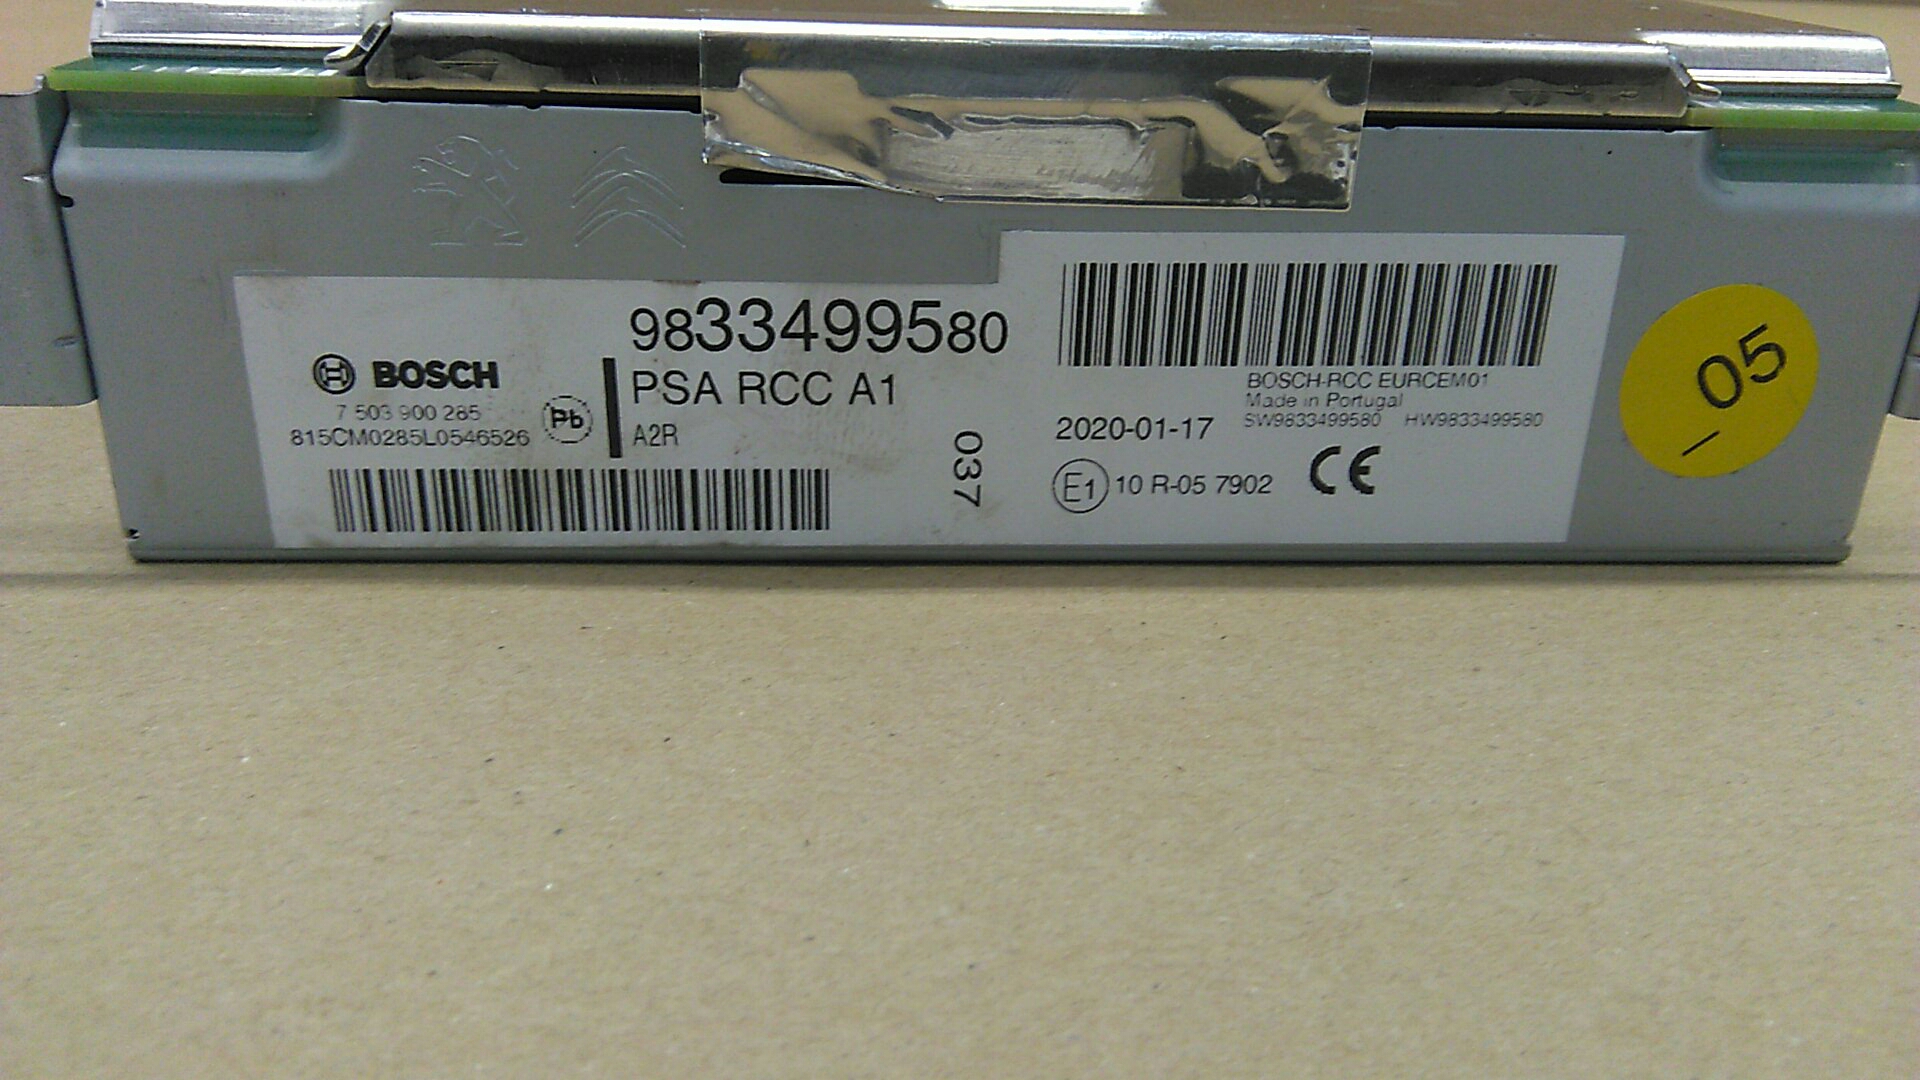 9833499580
BOSCH
7 503 900 285
815CM0285L0546526
Pb
PSA RCC A1
A2R
037
BOSCH-RCC EURCEM01
Made in Portugal
SW9833499580 HW9833499580
2020-01-17
E1 10 R-05 7902 CE
_ 05